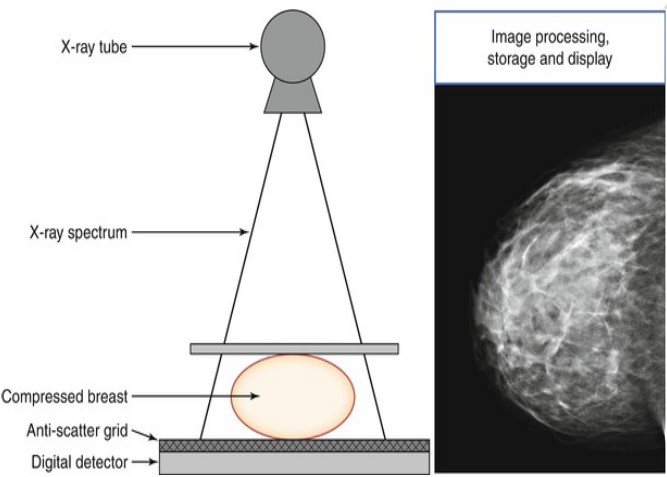 X-ray tube
X-ray spectrum
Compressed breast
Anti-scatter grid
Digital detector
Image processing,
storage and display